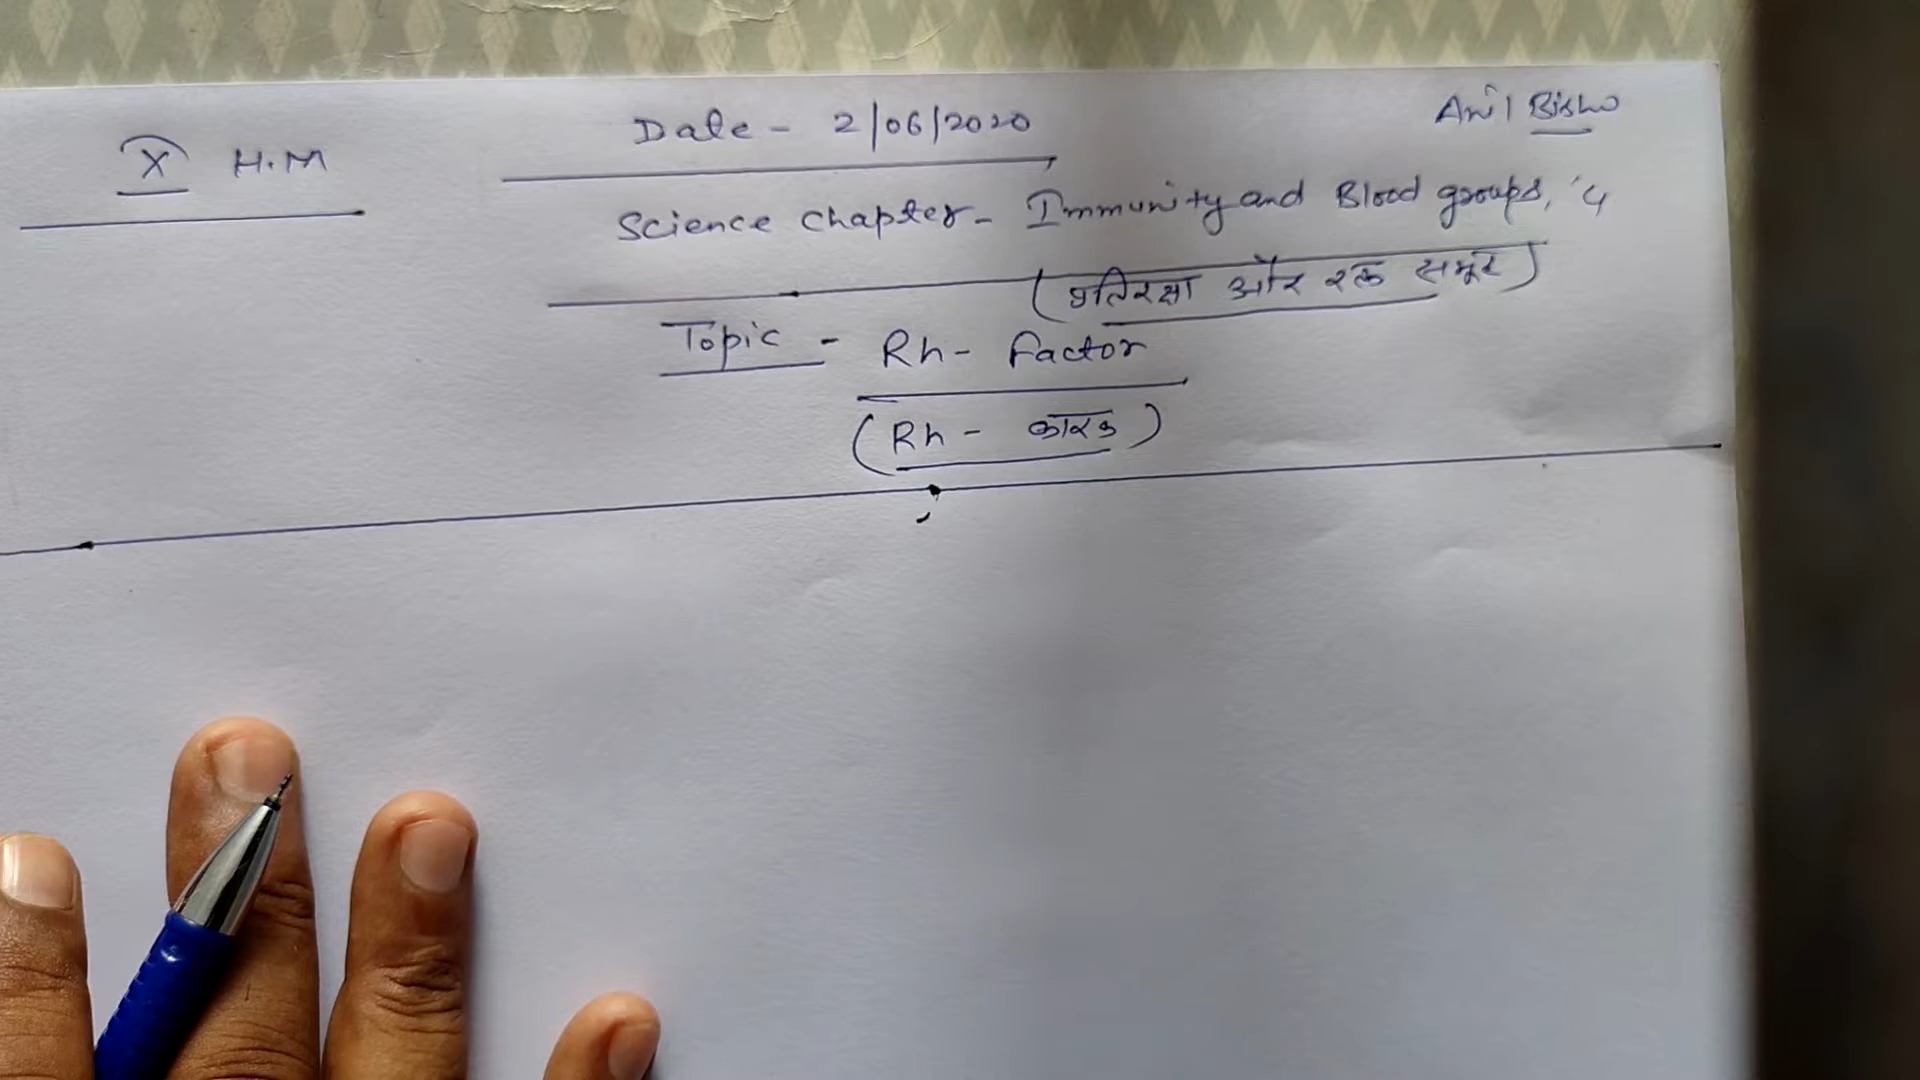 X H.M
Date - 2/06/2020
Anil Bisho
Science chapter - Immunity and Blood groups, '4
(प्रतिरक्षा और रक्त समूह)
Topic - Rh - factor
(Rh - कारक)